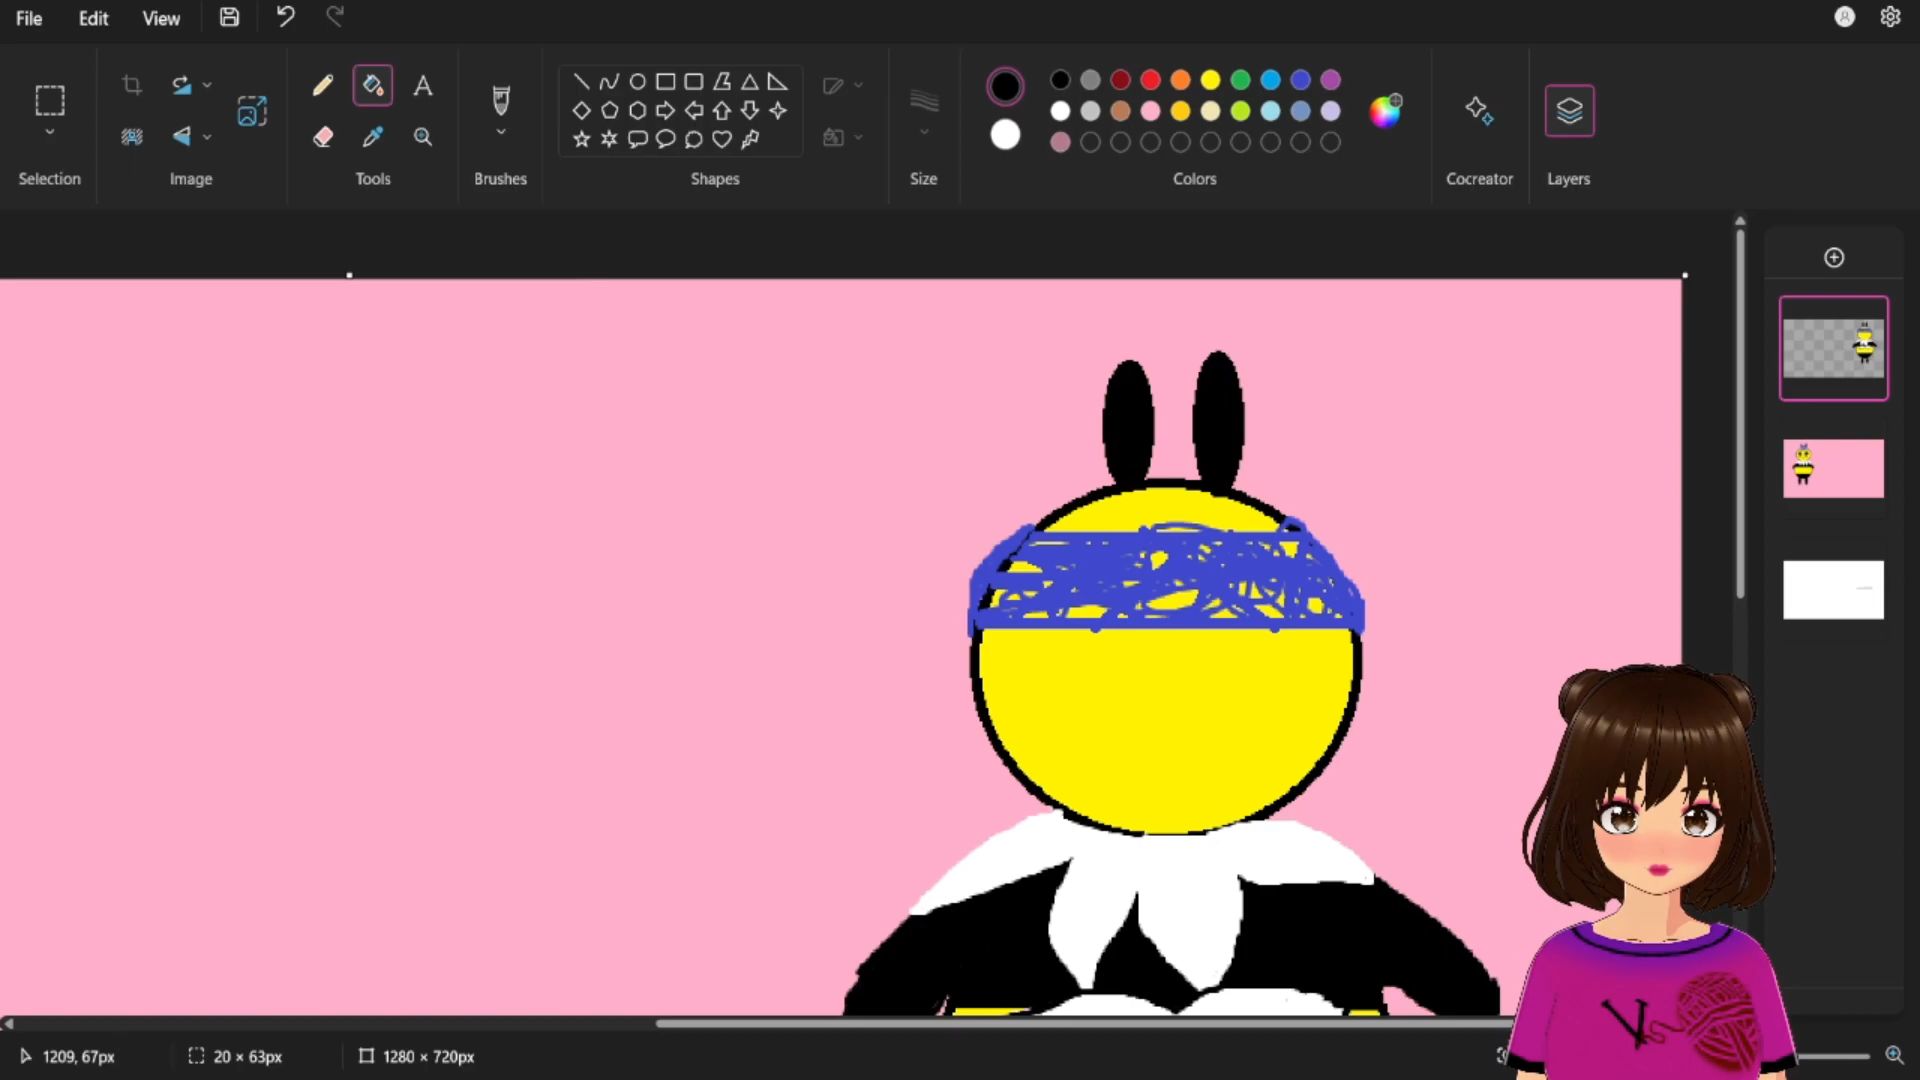 File Edit View
Selection Image Tools Brushes Shapes Size Colors Cocreator Layers
1209, 67px 20 × 63px 1280 × 720px